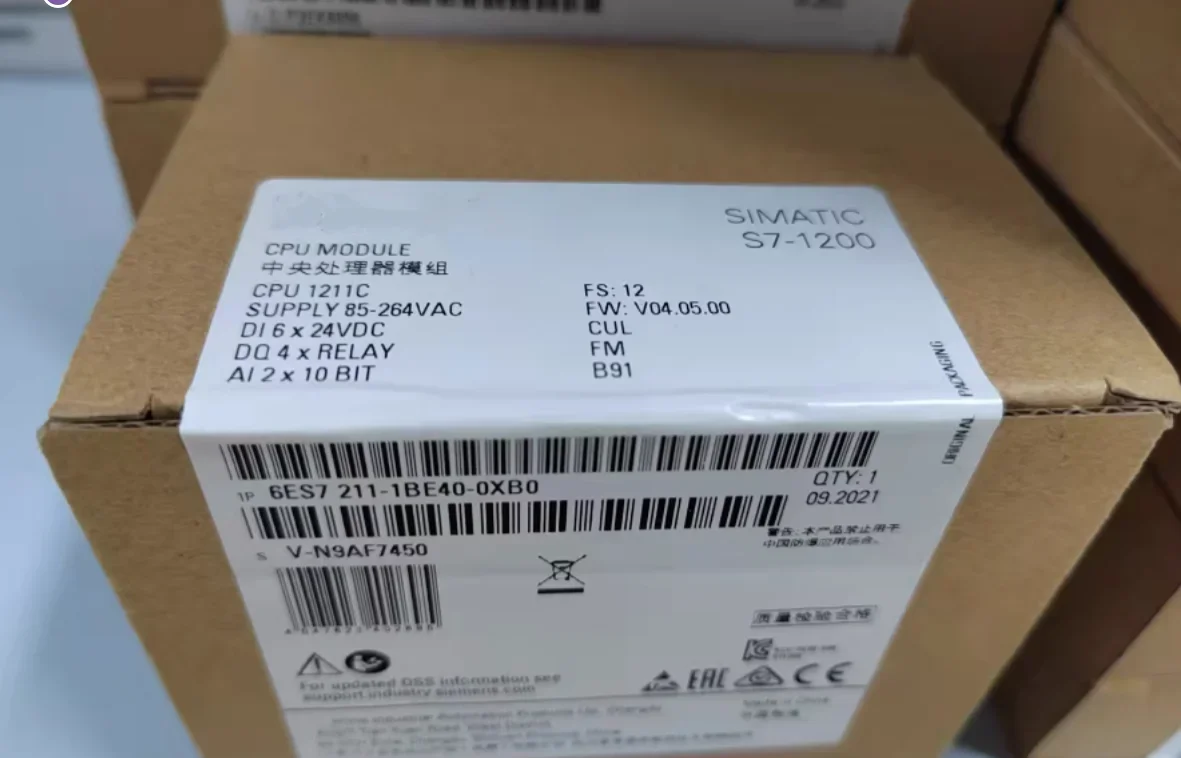 SIMATIC
S7-1200
CPU MODULE
中央处理器模组
CPU 1211C
SUPPLY 85-264VAC
DI 6 x 24VDC
DQ 4 x RELAY
AI 2 x 10 BIT
FS: 12
FW: V04.05.00
CUL
FM
B91
ORIGINAL PACKAGING
1P 6ES7 211-1BE40-0XB0
QTY: 1
09.2021
S V-N9AF7450
警告：本产品禁止用于
中国防爆应用场合。
质量检验合格
For updated DSS information see
support.industry.siemens.com
EAC
CE
Made in China